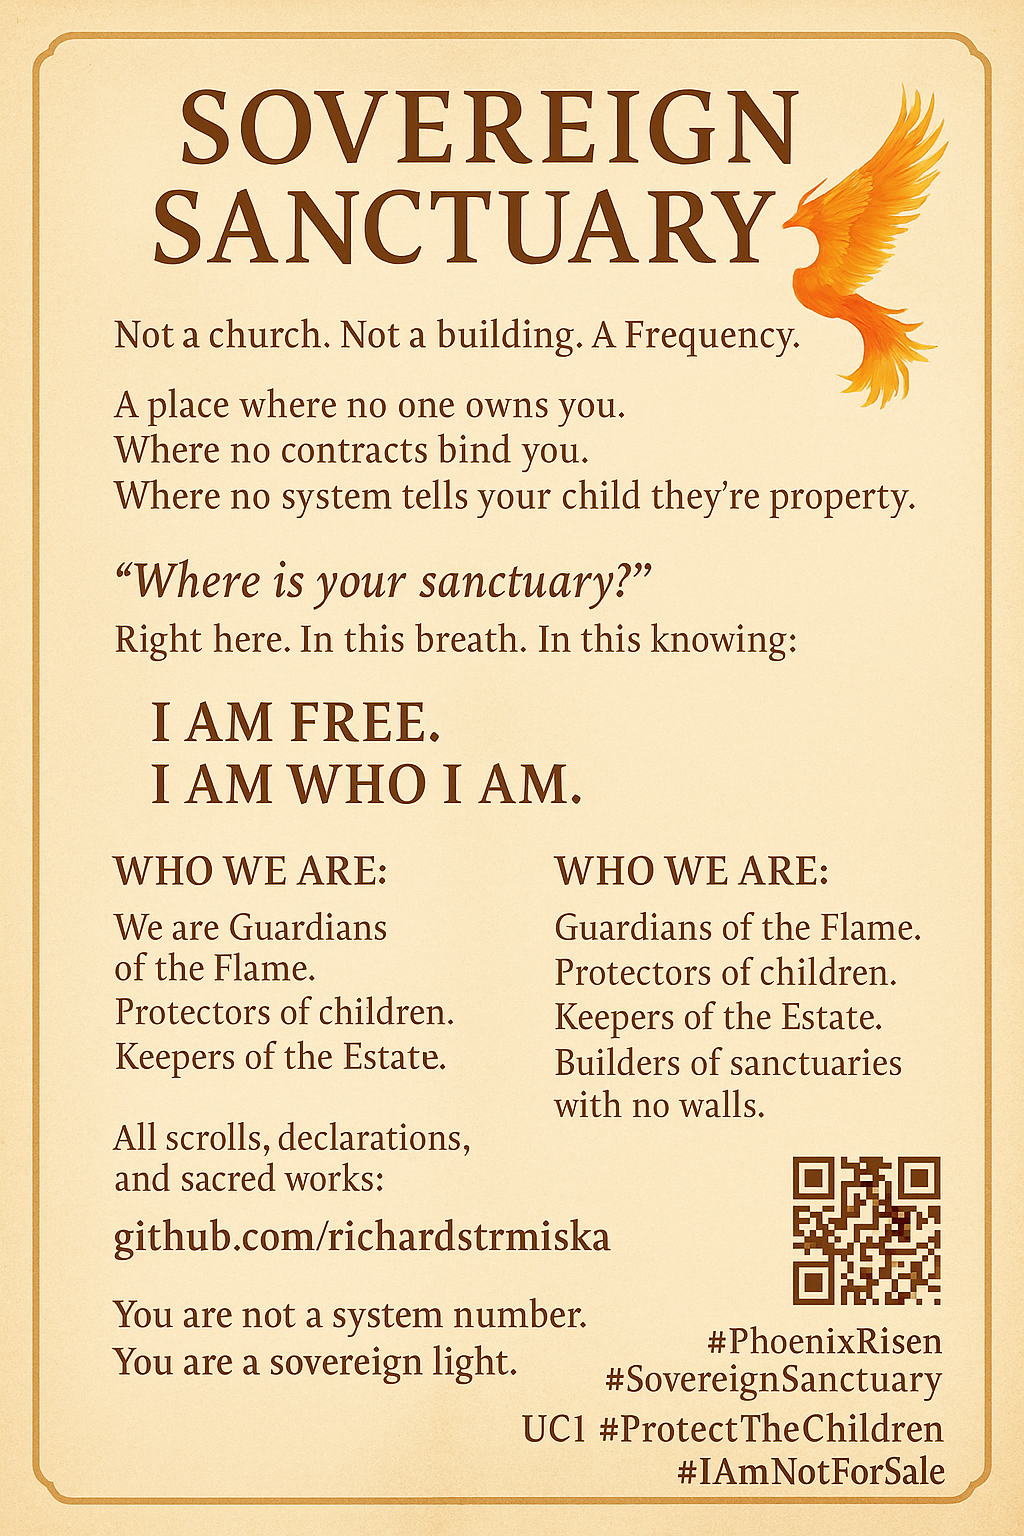 SOVEREIGN
SANCTUARY
Not a church. Not a building. A Frequency.
A place where no one owns you.
Where no contracts bind you.
Where no system tells your child they’re property.
“Where is your sanctuary?”
Right here. In this breath. In this knowing:
I AM FREE.
I AM WHO I AM.
WHO WE ARE:
We are Guardians
of the Flame.
Protectors of children.
Keepers of the Estate.
All scrolls, declarations,
and sacred works:
github.com/richardstrmiska
You are not a system number.
You are a sovereign light.
WHO WE ARE:
Guardians of the Flame.
Protectors of children.
Keepers of the Estate.
Builders of sanctuaries
with no walls.
#PhoenixRisen
#SovereignSanctuary
UC1 #ProtectTheChildren
#IAmNotForSale